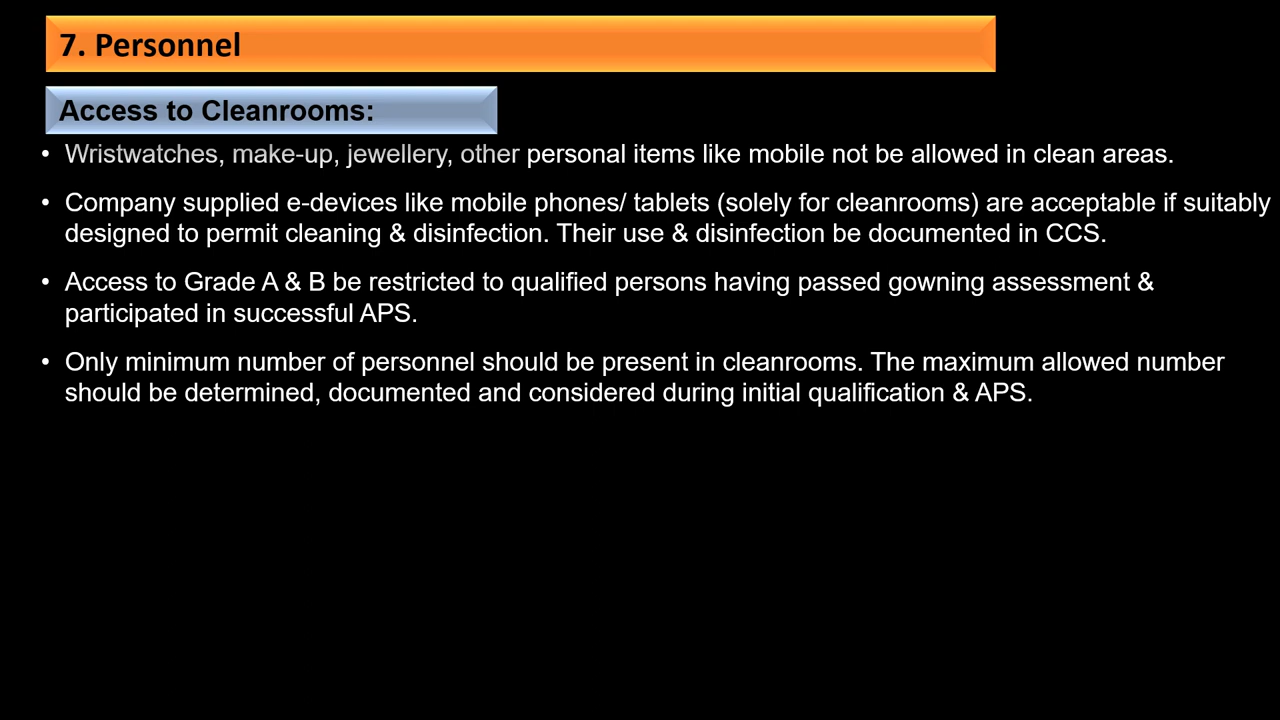 7. Personnel
Access to Cleanrooms:
• Wristwatches, make-up, jewellery, other personal items like mobile not be allowed in clean areas.
• Company supplied e-devices like mobile phones/ tablets (solely for cleanrooms) are acceptable if suitably
designed to permit cleaning & disinfection. Their use & disinfection be documented in CCS.
• Access to Grade A & B be restricted to qualified persons having passed gowning assessment &
participated in successful APS.
• Only minimum number of personnel should be present in cleanrooms. The maximum allowed number
should be determined, documented and considered during initial qualification & APS.